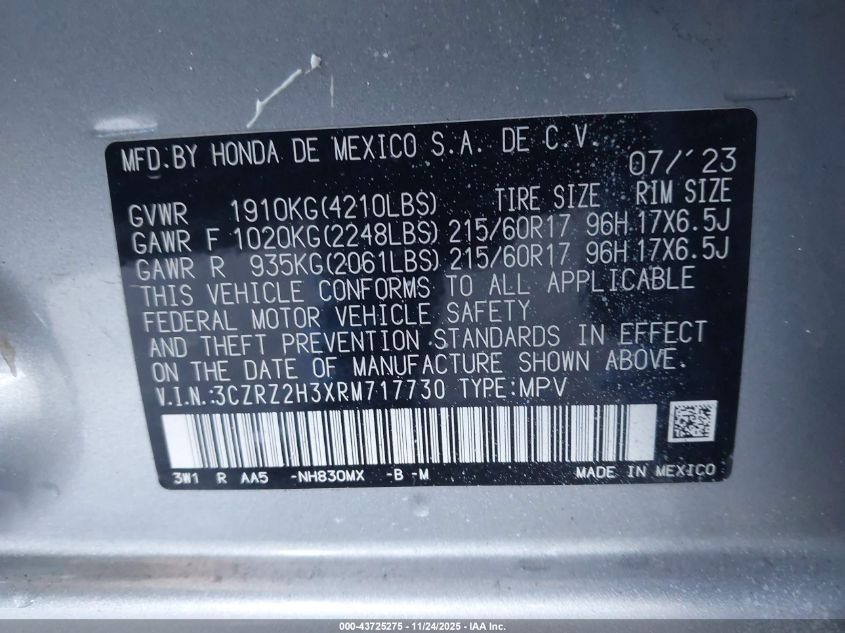 MFD.BY HONDA DE MEXICO S.A. DE C.V. 07/'23
GVWR 1910KG(4210LBS) TIRE SIZE RIM SIZE
GAWR F 1020KG(2248LBS) 215/60R17 96H 17X6.5J
GAWR R 935KG(2061LBS) 215/60R17 96H 17X6.5J
THIS VEHICLE CONFORMS TO ALL APPLICABLE
FEDERAL MOTOR VEHICLE SAFETY
AND THEFT PREVENTION STANDARDS IN EFFECT
ON THE DATE OF MANUFACTURE SHOWN ABOVE.
V.I.N.:3CZRZ2H3XRM717730 TYPE:MPV
3W1 R AA5 -NH830MX -B -M MADE IN MEXICO
000-43725275 - 11/24/2025 - IAA Inc.